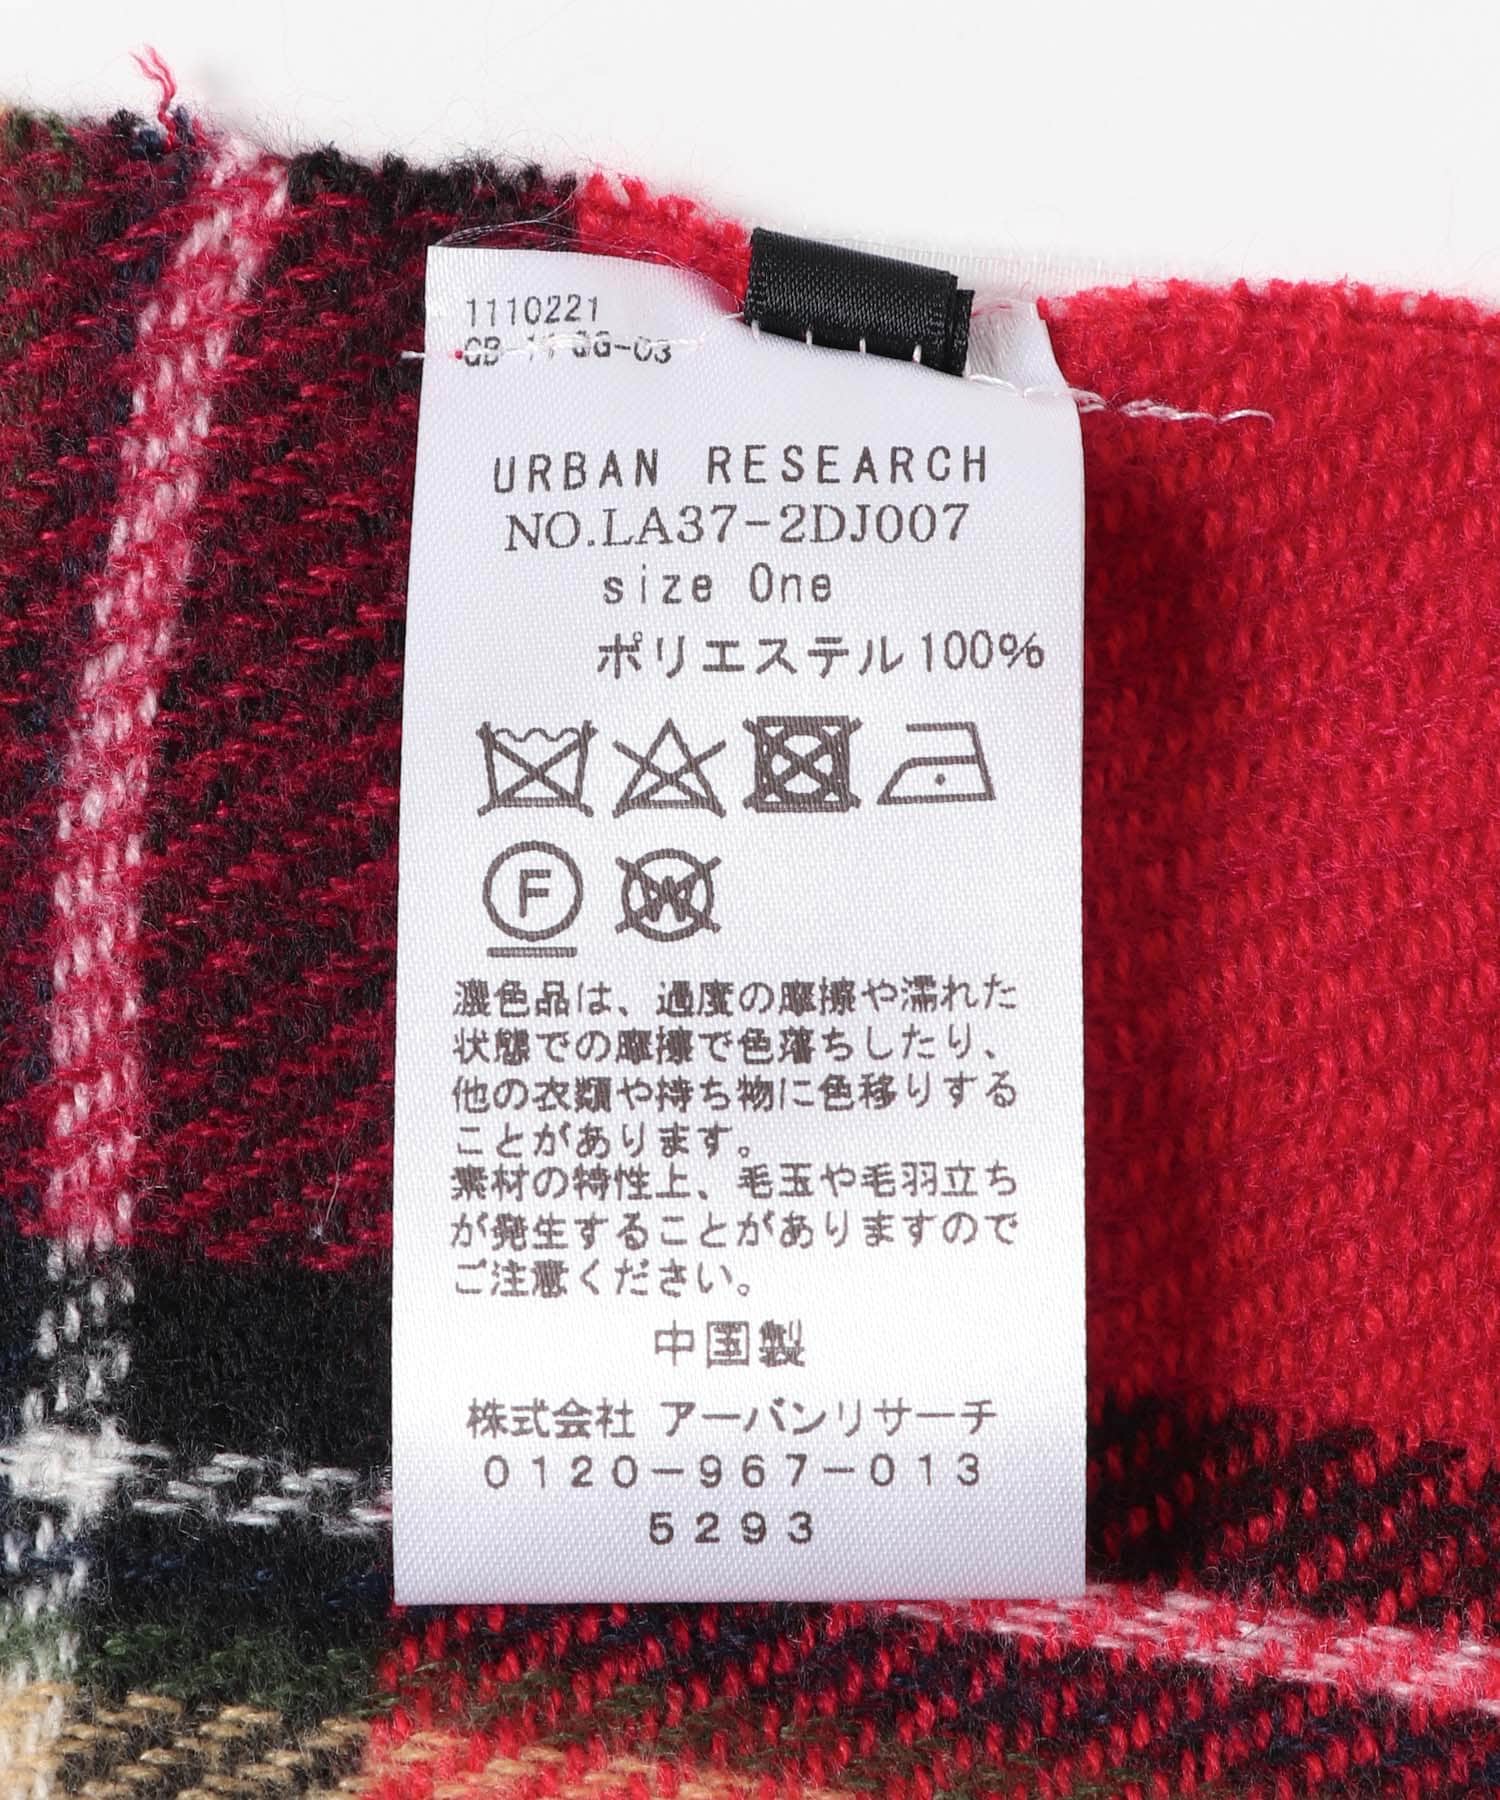 1110221
GG-03
URBAN RESEARCH
NO.LA37-2DJ007
size One
ポリエステル100%
F
W
濃色品は、過度の摩擦や濡れた
状態での摩擦で色落ちしたり、
他の衣類や持ち物に色移りする
ことがあります。
素材の特性上、毛玉や毛羽立ち
が発生することがありますので
ご注意ください。
中国製
株式会社 アーバンリサーチ
0120-967-013
5293